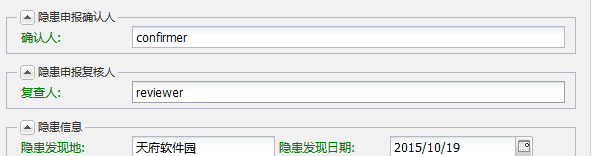 隐患申报确认人
确认人: confirmer
隐患申报复核人
复查人: reviewer
隐患信息
隐患发现地: 天府软件园 隐患发现日期: 2015/10/19